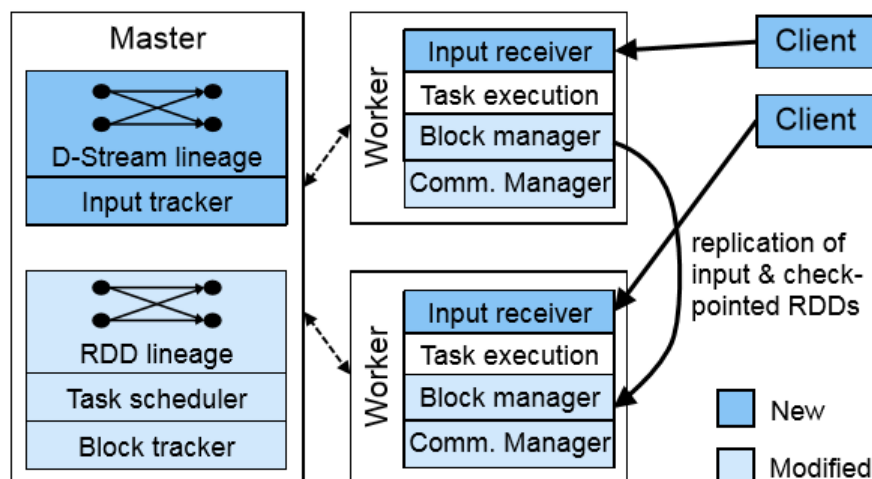 Master
D-Stream lineage
Input tracker
RDD lineage
Task scheduler
Block tracker
Worker
Input receiver
Task execution
Block manager
Comm. Manager
Worker
Input receiver
Task execution
Block manager
Comm. Manager
Client
Client
replication of
input & check-
pointed RDDs
New
Modified